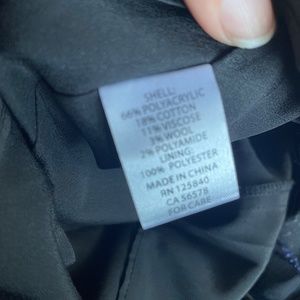 SHELL:
66% POLYACRYLIC
18% COTTON
11% VISCOSE
3% WOOL
2% POLYAMIDE
LINING:
100% POLYESTER
MADE IN CHINA
RN 125840
CA 56578
FOR CARE